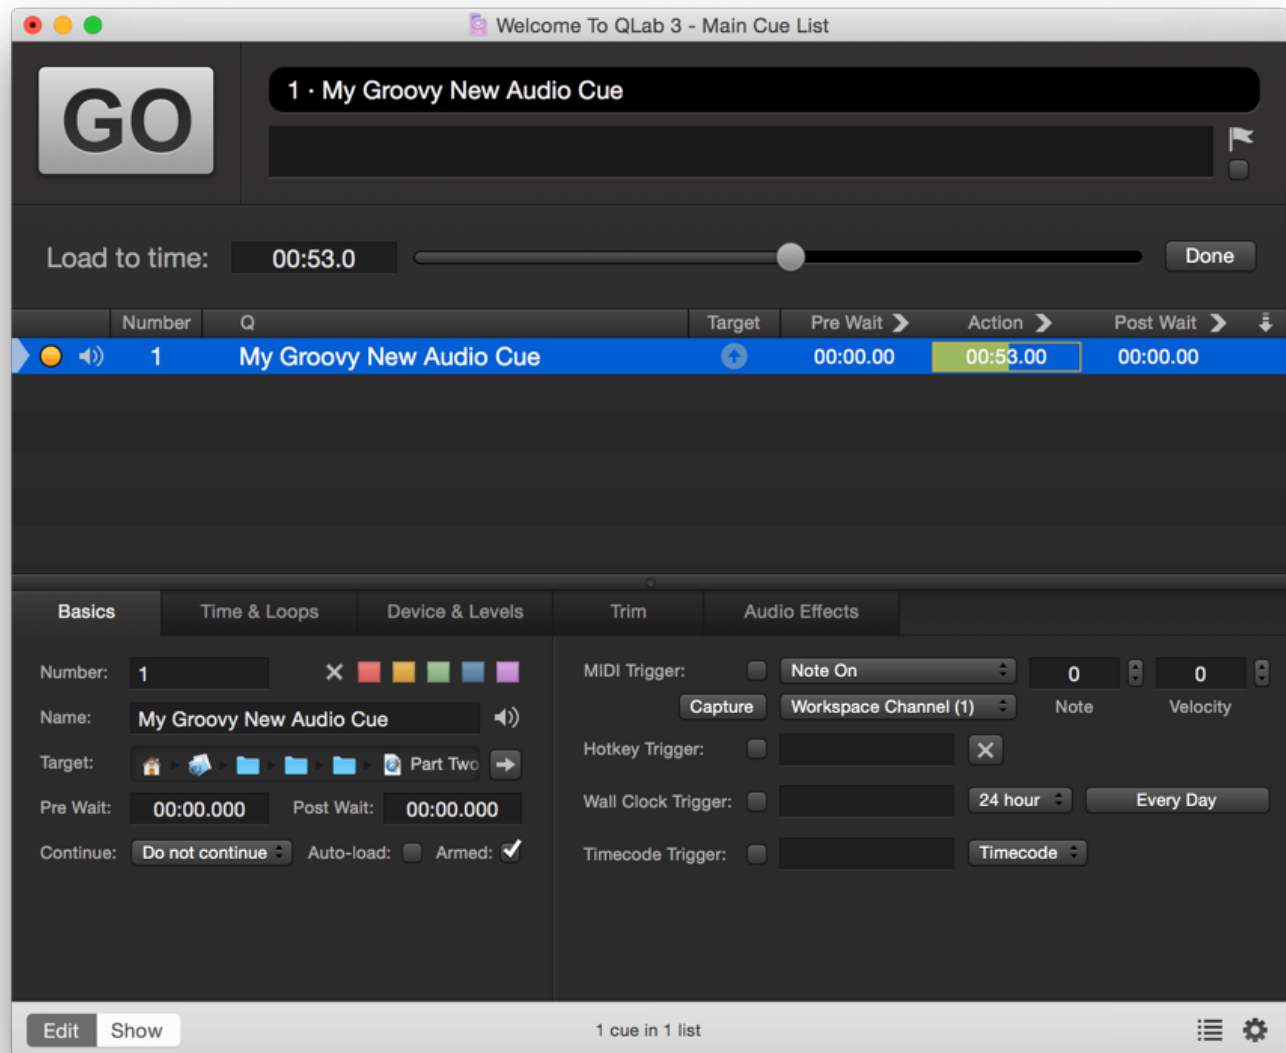 Welcome To QLab 3 - Main Cue List
GO
1 · My Groovy New Audio Cue
Load to time: 00:53.0 Done
Number Q Target Pre Wait Action Post Wait
1 My Groovy New Audio Cue 00:00.00 00:53.00 00:00.00
Basics Time & Loops Device & Levels Trim Audio Effects
Number: 1
Name: My Groovy New Audio Cue
Target: Part Two
Pre Wait: 00:00.000 Post Wait: 00:00.000
Continue: Do not continue Auto-load: Armed:
MIDI Trigger: Note On 0 0
Capture Workspace Channel (1) Note Velocity
Hotkey Trigger:
Wall Clock Trigger: 24 hour Every Day
Timecode Trigger: Timecode
Edit Show 1 cue in 1 list